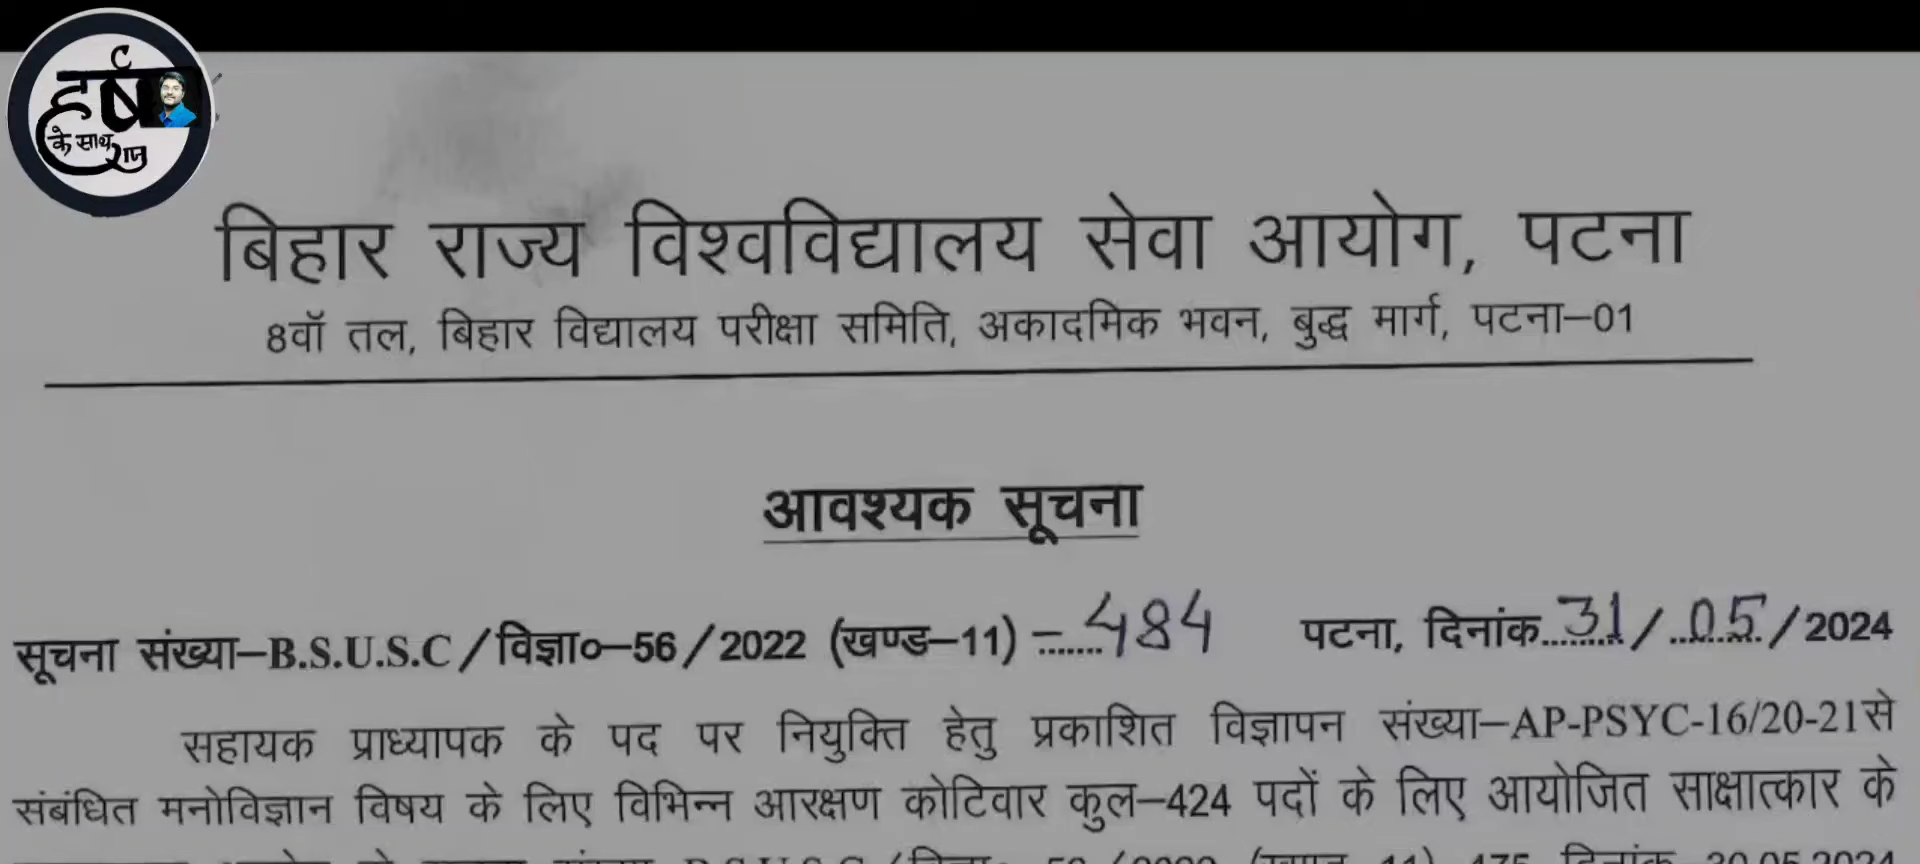 हर्ष
के साथ
राज
बिहार राज्य विश्वविद्यालय सेवा आयोग, पटना
8वॉ तल, बिहार विद्यालय परीक्षा समिति, अकादमिक भवन, बुद्ध मार्ग, पटना–01
आवश्यक सूचना
सूचना संख्या–B.S.U.S.C/विज्ञा०–56/2022 (खण्ड–11) –.......484 पटना, दिनांक.31/.05./2024
सहायक प्राध्यापक के पद पर नियुक्ति हेतु प्रकाशित विज्ञापन संख्या–AP-PSYC-16/20-21से
संबंधित मनोविज्ञान विषय के लिए विभिन्न आरक्षण कोटिवार कुल–424 पदों के लिए आयोजित साक्षात्कार के